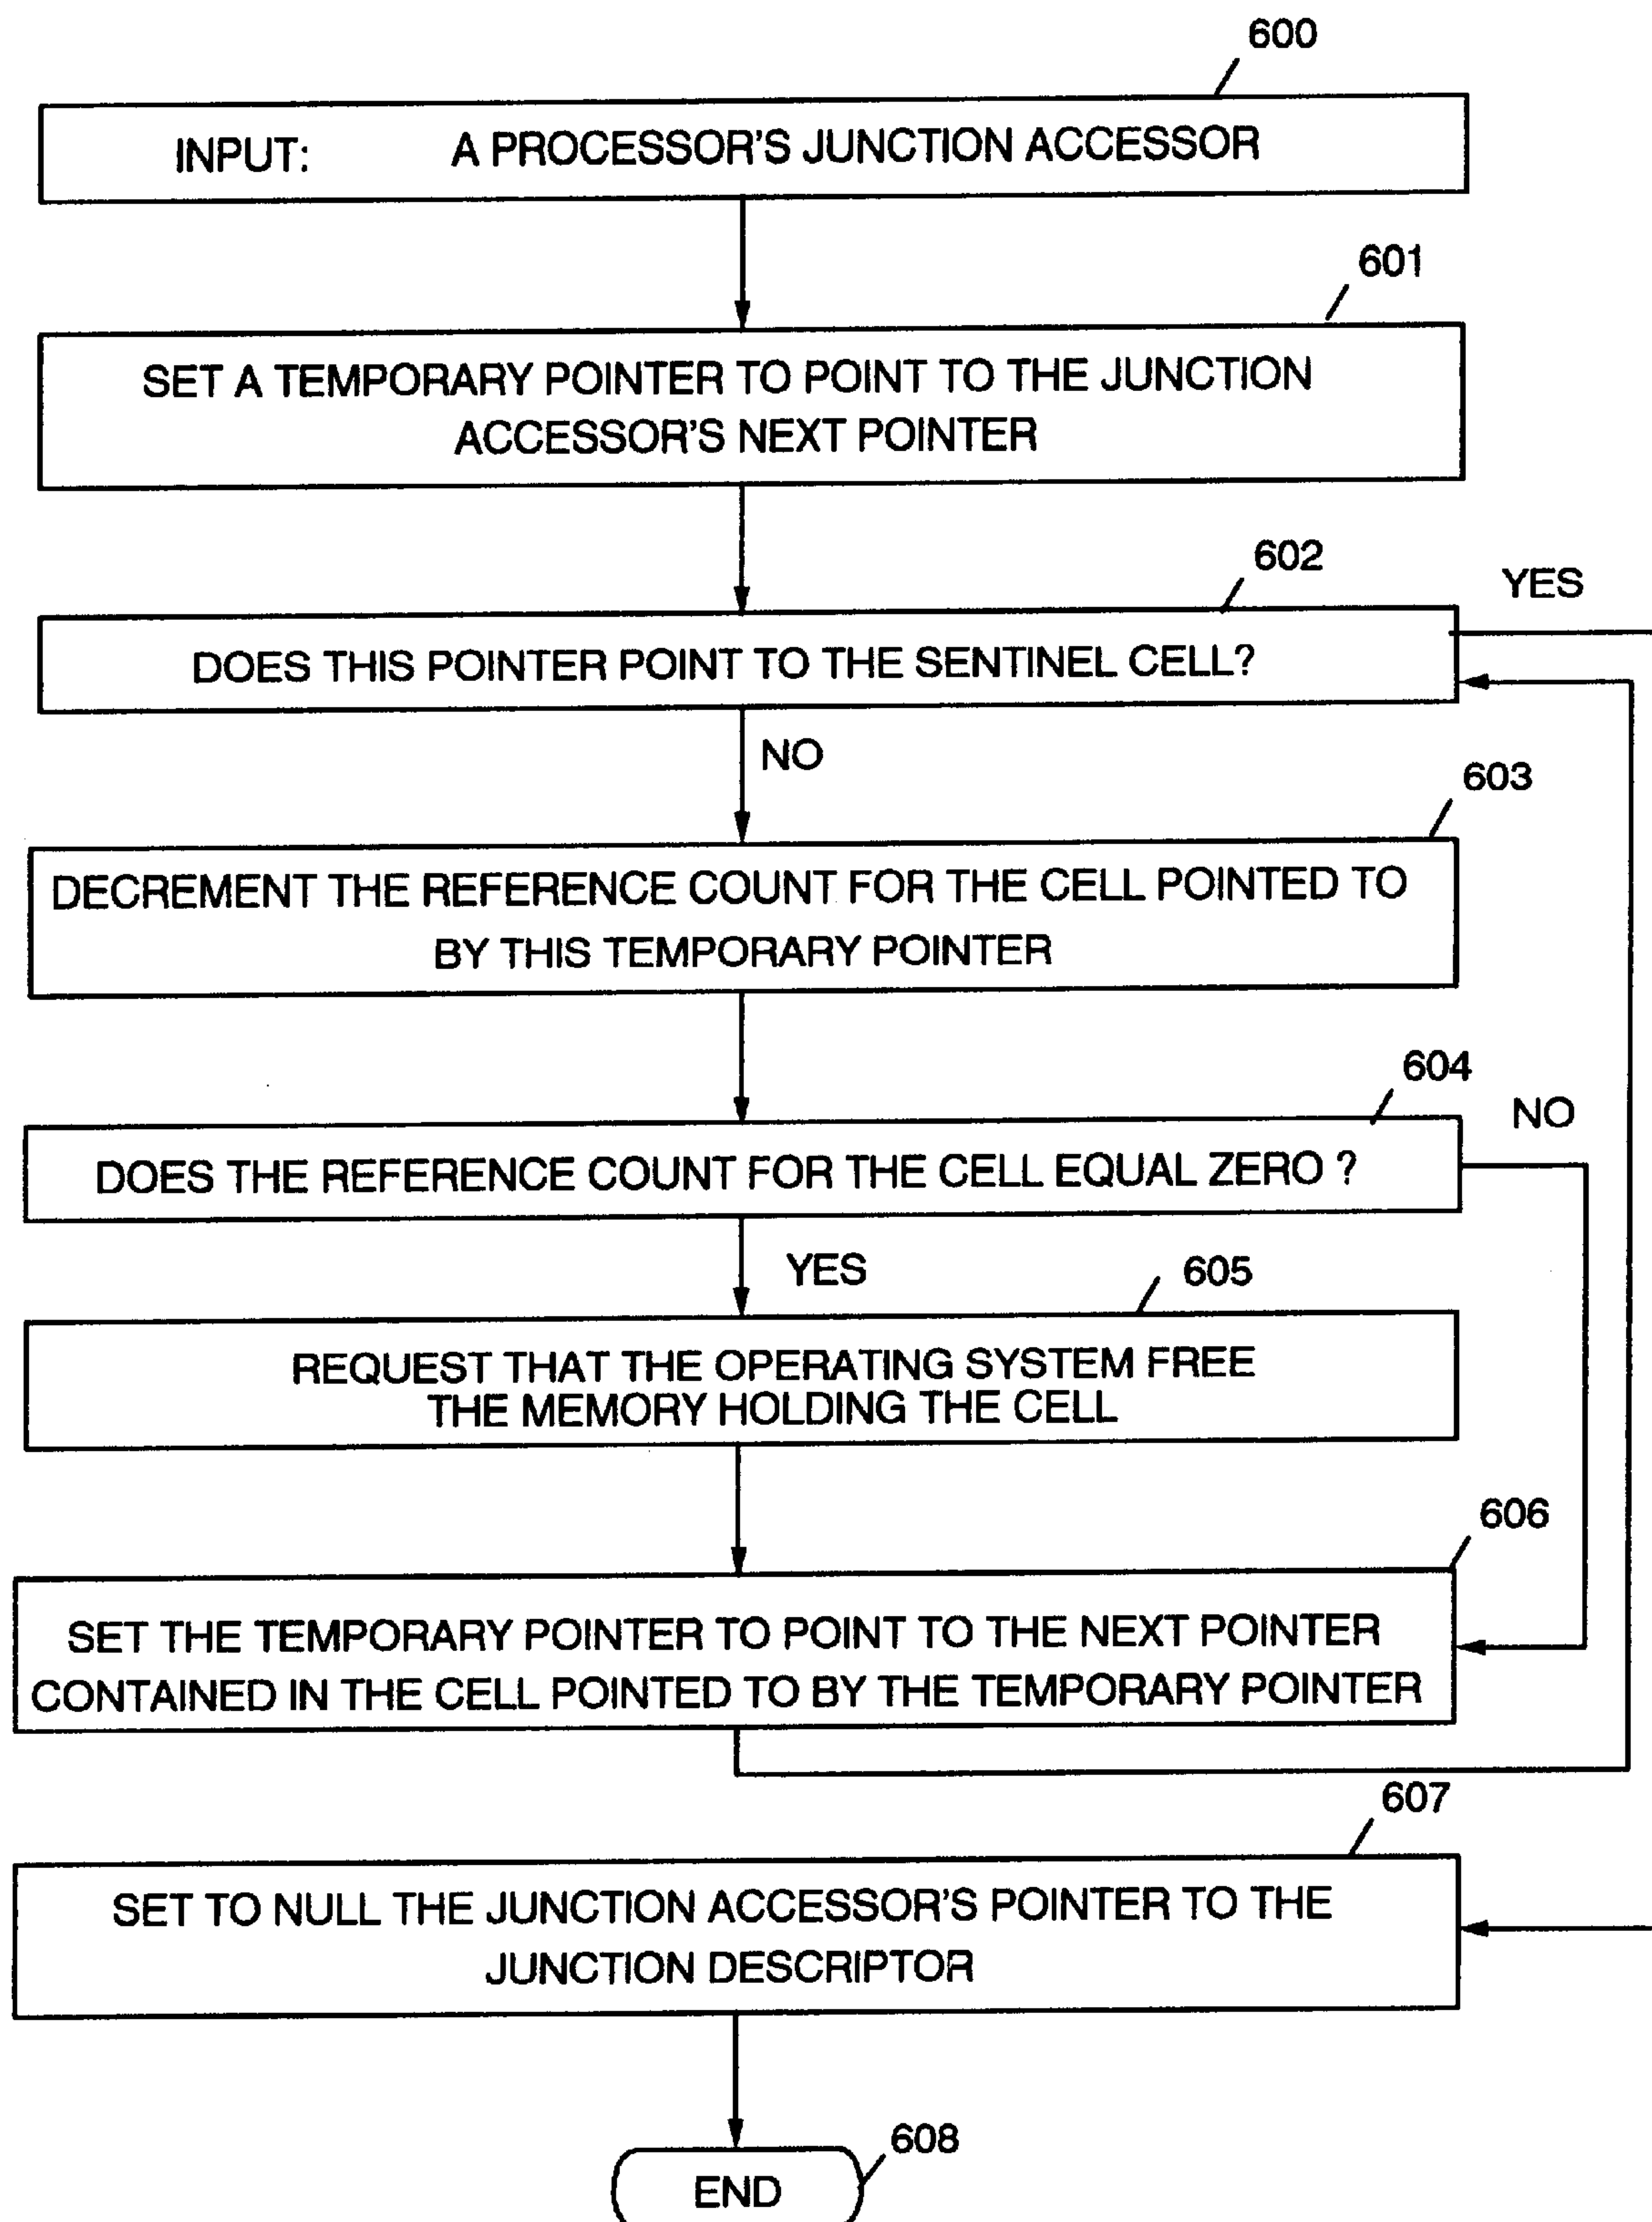 600
INPUT: A PROCESSOR'S JUNCTION ACCESSOR
601
SET A TEMPORARY POINTER TO POINT TO THE JUNCTION
ACCESSOR'S NEXT POINTER
602
YES
DOES THIS POINTER POINT TO THE SENTINEL CELL?
NO
603
DECREMENT THE REFERENCE COUNT FOR THE CELL POINTED TO
BY THIS TEMPORARY POINTER
604
NO
DOES THE REFERENCE COUNT FOR THE CELL EQUAL ZERO ?
YES
605
REQUEST THAT THE OPERATING SYSTEM FREE
THE MEMORY HOLDING THE CELL
606
SET THE TEMPORARY POINTER TO POINT TO THE NEXT POINTER
CONTAINED IN THE CELL POINTED TO BY THE TEMPORARY POINTER
607
SET TO NULL THE JUNCTION ACCESSOR'S POINTER TO THE
JUNCTION DESCRIPTOR
608
END